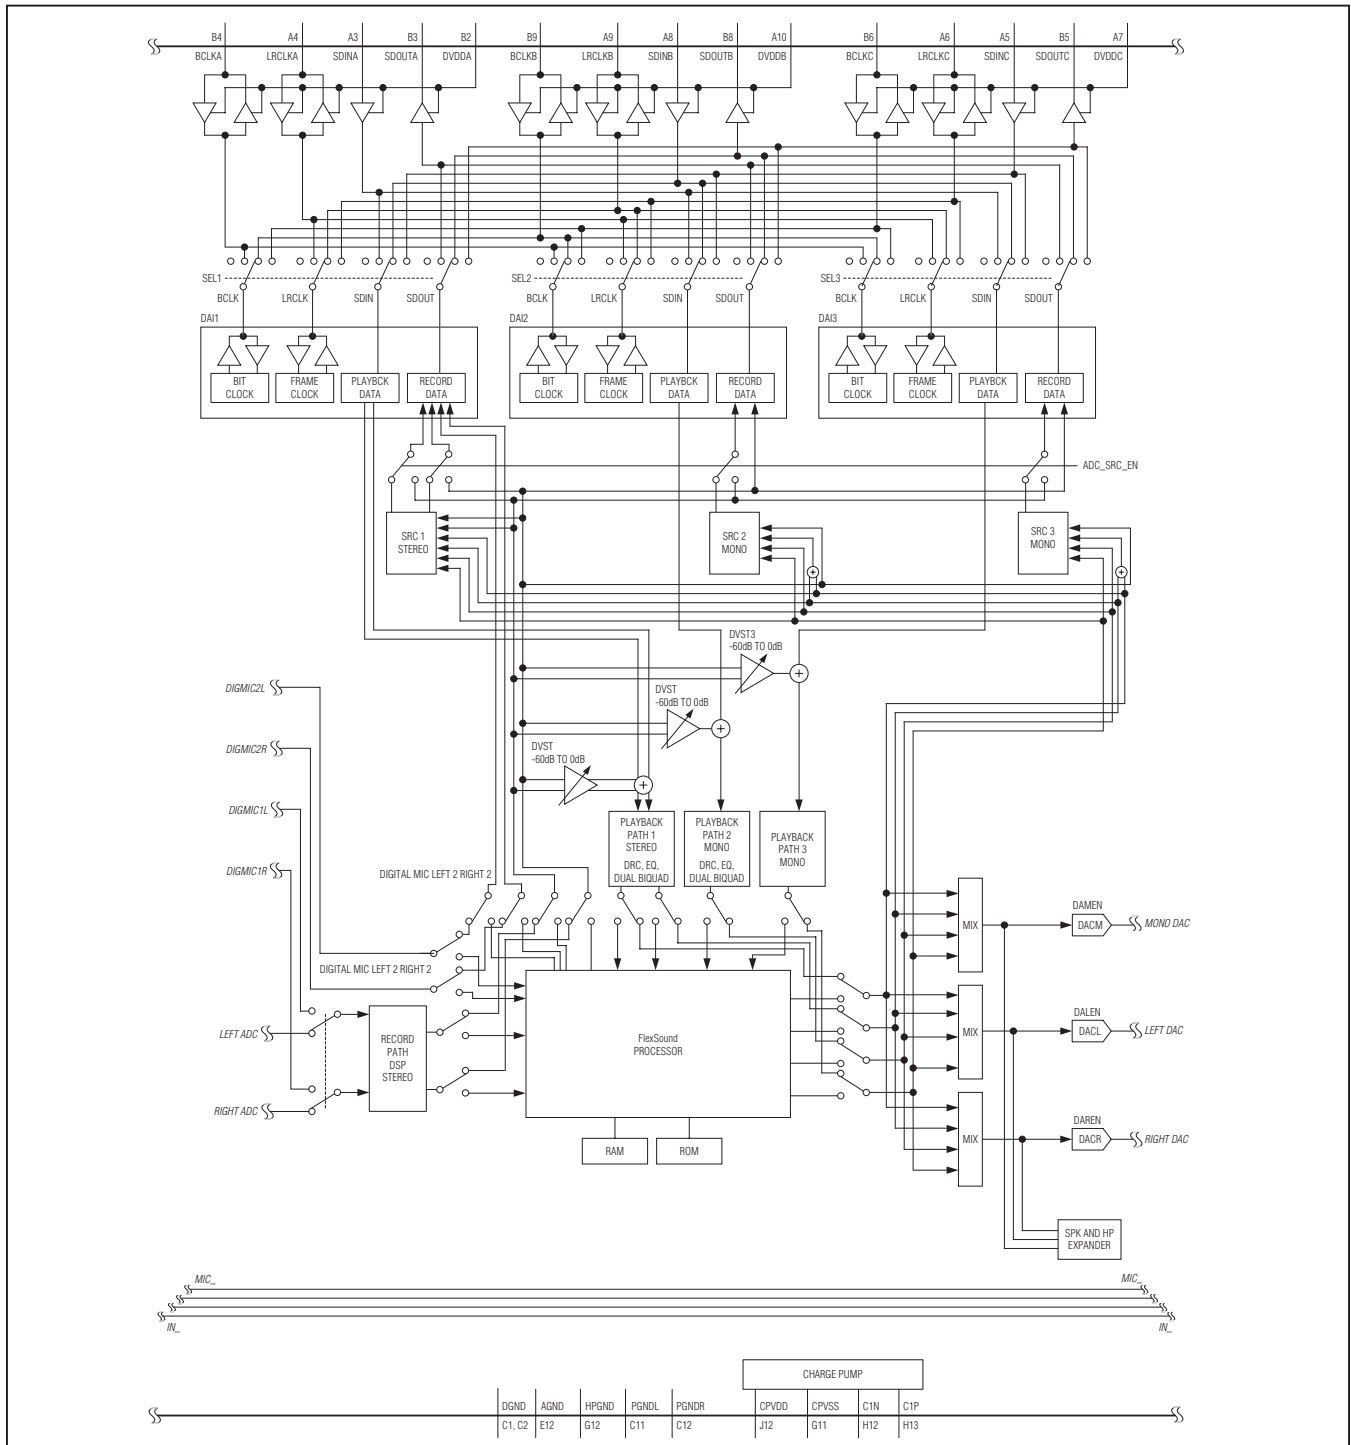 B4 A4 A3 B3 B2 B9 A9 A8 B8 A10 B6 A6 A5 B5 A7
BCLKA LRCLKA SDINA SDOUTA DVDDA BCLKB LRCLKB SDINB SDOUTB DVDDB BCLKC LRCLKC SDINC SDOUTC DVDDC
SEL1 SEL2 SEL3
BCLK LRCLK SDIN SDOUT BCLK LRCLK SDIN SDOUT BCLK LRCLK SDIN SDOUT
DAI1 DAI2 DAI3
BIT FRAME PLAYBCK RECORD BIT FRAME PLAYBCK RECORD BIT FRAME PLAYBCK RECORD
CLOCK CLOCK DATA DATA CLOCK CLOCK DATA DATA CLOCK CLOCK DATA DATA
ADC_SRC_EN
SRC 1
STEREO
SRC 2
MONO
SRC 3
MONO
DVST3
-60dB TO 0dB
DIGMIC2L
DVST
-60dB TO 0dB
DIGMIC2R
DVST
-60dB TO 0dB
DIGMIC1L
PLAYBACK
PATH 1
STEREO
DRC, EQ,
DUAL BIQUAD
PLAYBACK
PATH 2
MONO
DRC, EQ,
DUAL BIQUAD
PLAYBACK
PATH 3
MONO
DIGMIC1R
DIGITAL MIC LEFT 2 RIGHT 2
DIGITAL MIC LEFT 2 RIGHT 2
MIX
DAMEN
DACM
MONO DAC
LEFT ADC
RECORD
PATH
DSP
STEREO
FlexSound
PROCESSOR
MIX
DALEN
DACL
LEFT DAC
RIGHT ADC
RAM
ROM
MIX
DAREN
DACR
RIGHT DAC
SPK AND HP
EXPANDER
MIC_ MIC_
IN_ IN_
CHARGE PUMP
DGND AGND HPGND PGNDL PGNDR CPVDD CPVSS C1N C1P
C1, C2 E12 G12 C11 C12 J12 G11 H12 H13